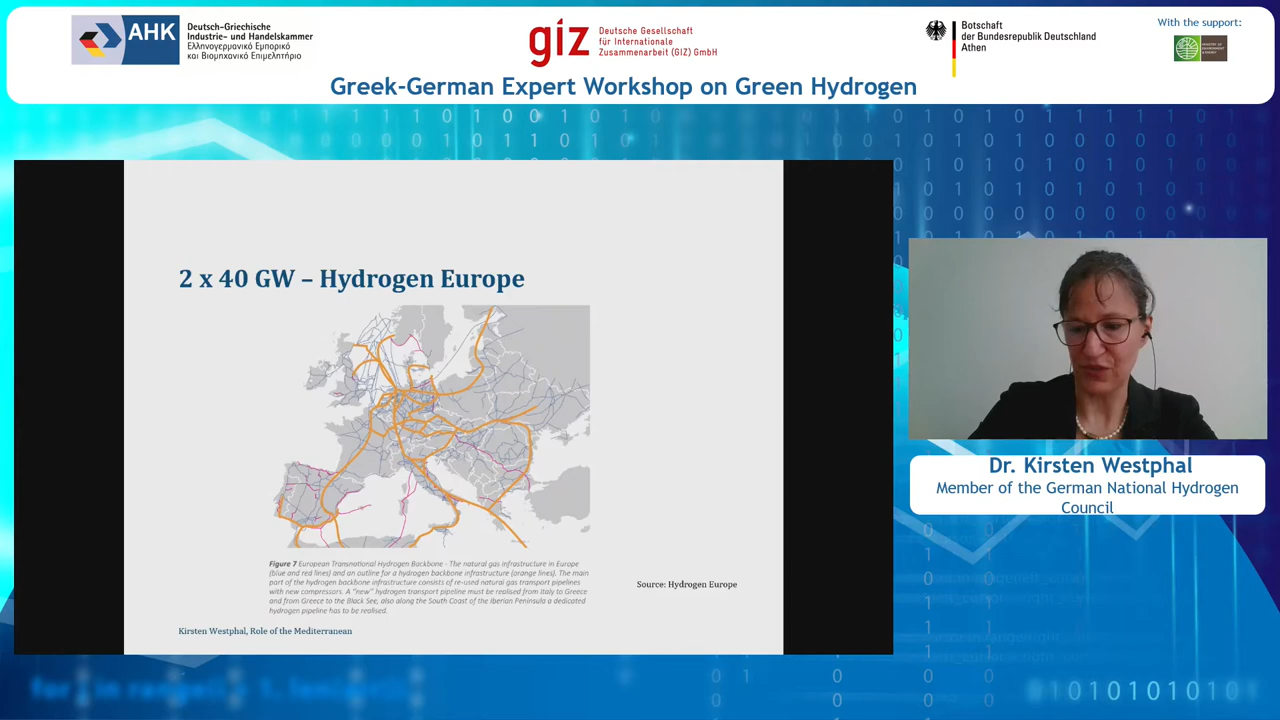 AHK
Deutsch-Griechische
Industrie- und Handelskammer
Ελληνογερμανικό Εμπορικό
και Βιομηχανικό Επιμελητήριο
giz
Deutsche Gesellschaft
für Internationale
Zusammenarbeit (GIZ) GmbH
Botschaft
der Bundesrepublik Deutschland
Athen
With the support:
Greek-German Expert Workshop on Green Hydrogen
2 x 40 GW – Hydrogen Europe
Figure 7 European Transnational Hydrogen Backbone - The natural gas infrastructure in Europe
(blue and red lines) and an outline for a hydrogen backbone infrastructure (orange lines). The main
part of the hydrogen backbone infrastructure consists of re-used natural gas transport pipelines
with new compressors. A "new" hydrogen transport pipeline must be realised from Italy to Greece
and from Greece to the Black See, also along the South Coast of the Iberian Peninsula a dedicated
hydrogen pipeline has to be realised.
Source: Hydrogen Europe
Kirsten Westphal, Role of the Mediterranean
Dr. Kirsten Westphal
Member of the German National Hydrogen
Council